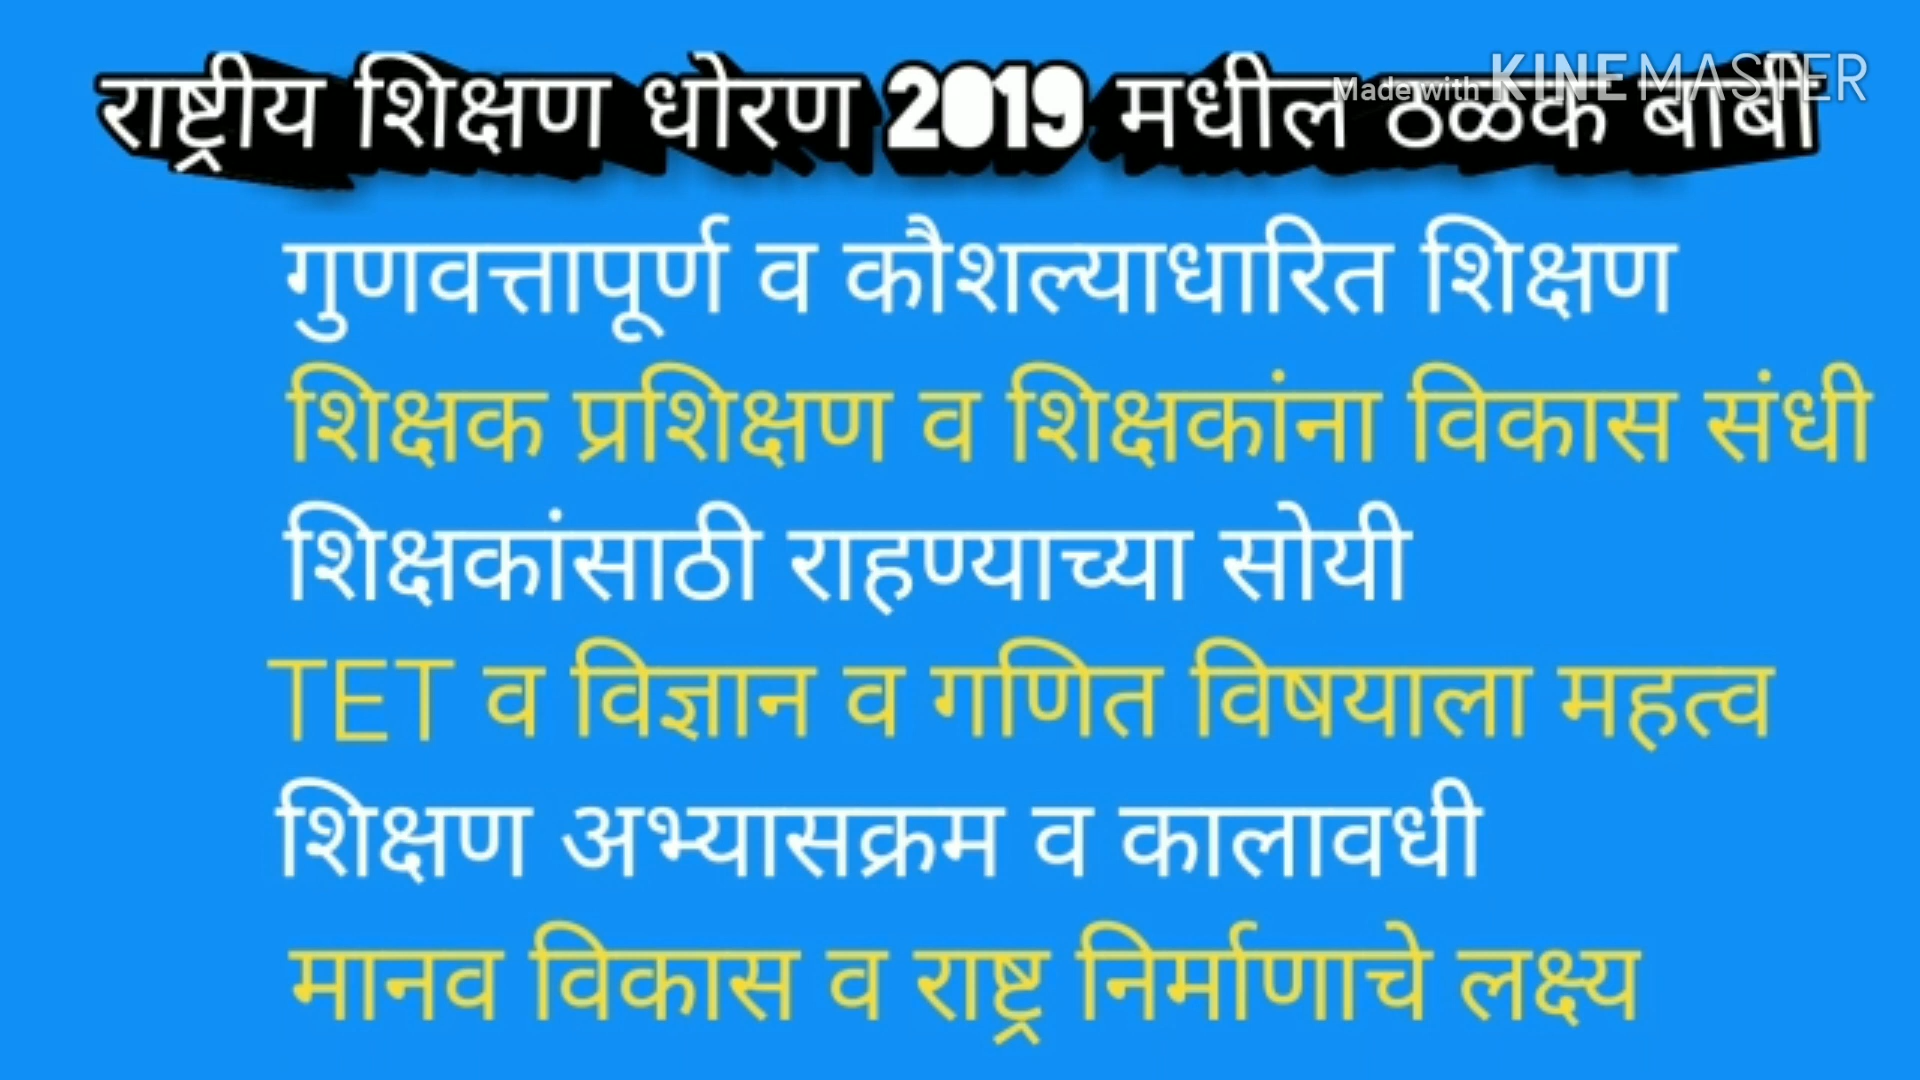 राष्ट्रीय शिक्षण धोरण 2019 मधील ठळक बाबी
Made with KINEMASTER
गुणवत्तापूर्ण व कौशल्याधारित शिक्षण
शिक्षक प्रशिक्षण व शिक्षकांना विकास संधी
शिक्षकांसाठी राहण्याच्या सोयी
TET व विज्ञान व गणित विषयाला महत्व
शिक्षण अभ्यासक्रम व कालावधी
मानव विकास व राष्ट्र निर्माणाचे लक्ष्य